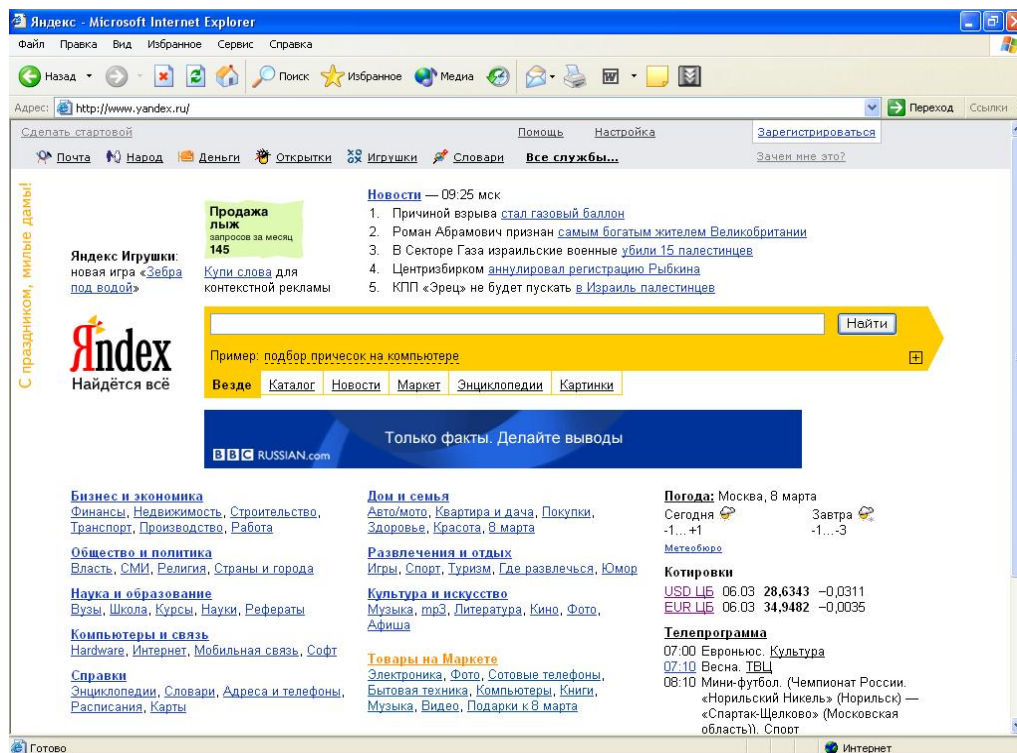 Яндекс - Microsoft Internet Explorer
Файл Правка Вид Избранное Сервис Справка
Назад Поиск Избранное Медиа
Адрес: http://www.yandex.ru/ Переход Ссылки
Сделать стартовой Помощь Настройка Зарегистрироваться
Почта Народ Деньги Открытки Игрушки Словари Все службы... Зачем мне это?
С праздником, милые дамы!
Яндекс Игрушки:
новая игра «Зебра
под водой»
Продажа
лыж
запросов за месяц
145
Купи слова для
контекстной рекламы
Новости — 09:25 мск
1. Причиной взрыва стал газовый баллон
2. Роман Абрамович признан самым богатым жителем Великобритании
3. В Секторе Газа израильские военные убили 15 палестинцев
4. Центризбирком аннулировал регистрацию Рыбкина
5. КПП «Эрец» не будет пускать в Израиль палестинцев
Яndex
Найдётся всё
Найти
Пример: подбор причесок на компьютере
Везде Каталог Новости Маркет Энциклопедии Картинки
BBC RUSSIAN.com
Только факты. Делайте выводы
Бизнес и экономика
Финансы, Недвижимость, Строительство,
Транспорт, Производство, Работа
Общество и политика
Власть, СМИ, Религия, Страны и города
Наука и образование
Вузы, Школа, Курсы, Науки, Рефераты
Компьютеры и связь
Hardware, Интернет, Мобильная связь, Софт
Справки
Энциклопедии, Словари, Адреса и телефоны,
Расписания, Карты
Дом и семья
Авто/мото, Квартира и дача, Покупки,
Здоровье, Красота, 8 марта
Развлечения и отдых
Игры, Спорт, Туризм, Где развлечься, Юмор
Культура и искусство
Музыка, mp3, Литература, Кино, Фото,
Афиша
Товары на Маркете
Электроника, Фото, Сотовые телефоны,
Бытовая техника, Компьютеры, Книги,
Музыка, Видео, Подарки к 8 марта
Погода: Москва, 8 марта
Сегодня Завтра
-1...+1 -1...-3
Метеобюро
Котировки
USD ЦБ 06.03 28,6343 −0,0311
EUR ЦБ 06.03 34,9482 −0,0035
Телепрограмма
07:00 Евроньюс. Культура
07:10 Весна. ТВЦ
08:10 Мини-футбол. (Чемпионат России.
«Норильский Никель» (Норильск) —
«Спартак-Щелково» (Московская
область)). Спорт
Готово Интернет